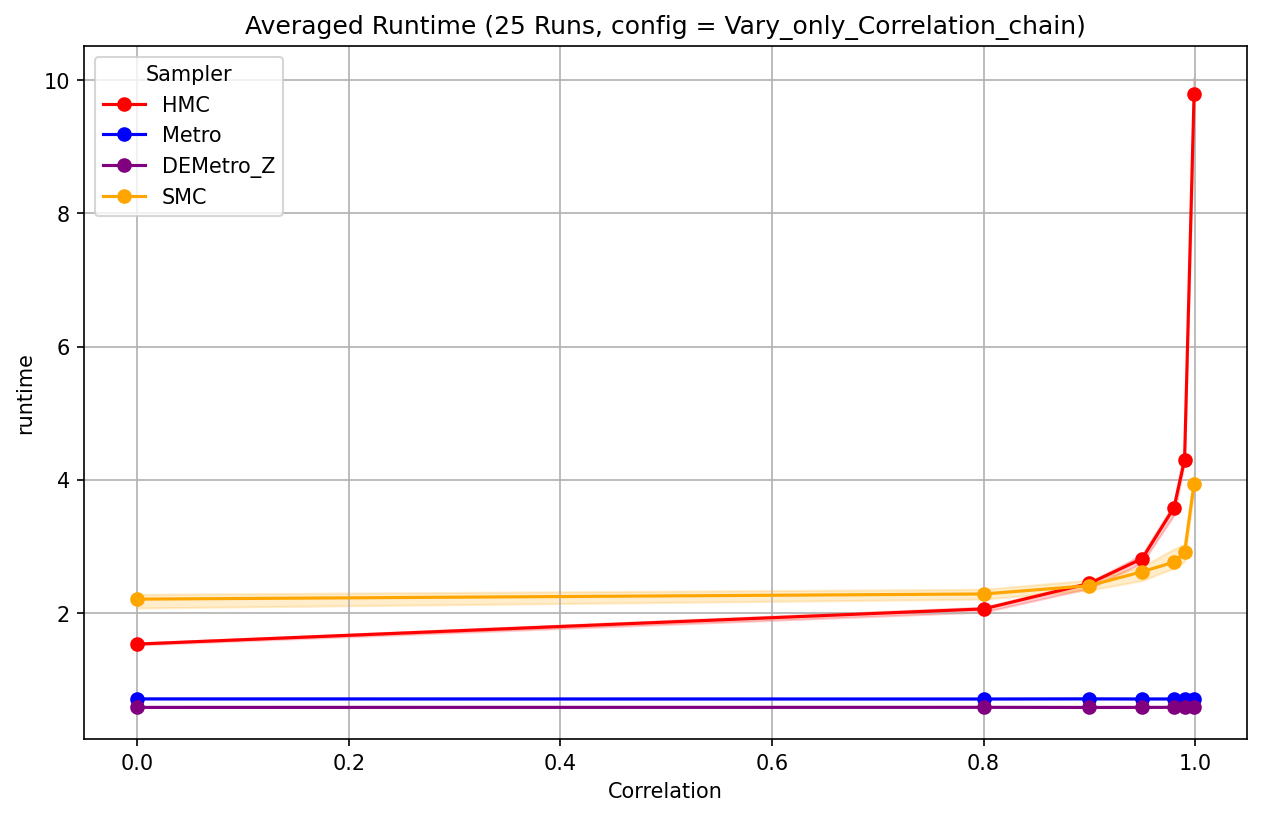 Averaged Runtime (25 Runs, config = Vary_only_Correlation_chain)
Sampler
HMC
Metro
DEMetro_Z
SMC
10
8
6
4
2
runtime
0.0 0.2 0.4 0.6 0.8 1.0
Correlation